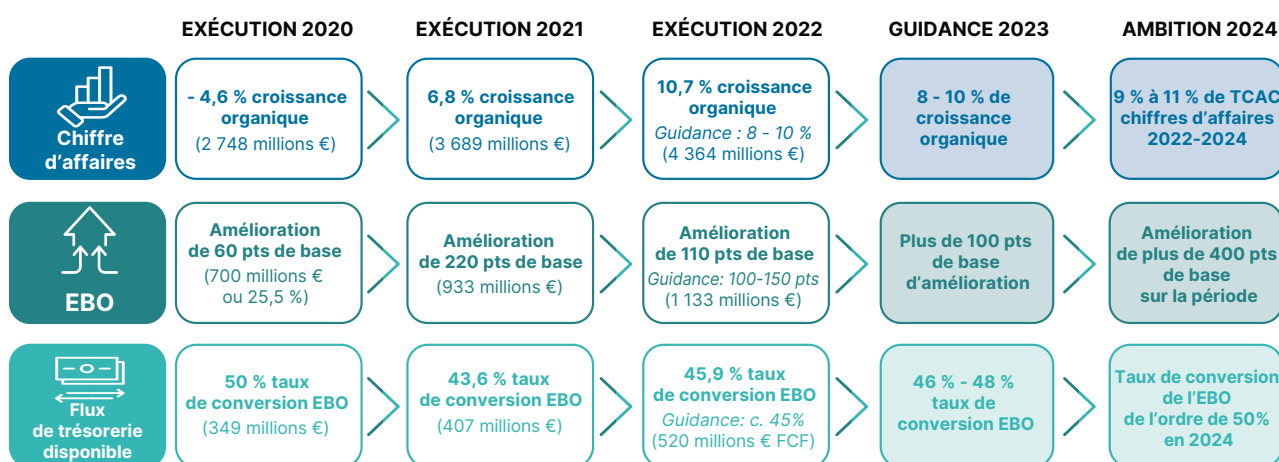 EXÉCUTION 2020
EXÉCUTION 2021
EXÉCUTION 2022
GUIDANCE 2023
AMBITION 2024
Chiffre
d'affaires
- 4,6 % croissance
organique
(2 748 millions €)
6,8 % croissance
organique
(3 689 millions €)
10,7 % croissance
organique
Guidance : 8 - 10 %
(4 364 millions €)
8 - 10 % de
croissance
organique
9 % à 11 % de TCAC
chiffres d'affaires
2022-2024
EBO
Amélioration
de 60 pts de base
(700 millions €
ou 25,5 %)
Amélioration
de 220 pts de base
(933 millions €)
Amélioration
de 110 pts de base
Guidance: 100-150 pts
(1 133 millions €)
Plus de 100 pts
de base
d'amélioration
Amélioration
de plus de 400 pts
de base
sur la période
Flux
de trésorerie
disponible
50 % taux
de conversion EBO
(349 millions €)
43,6 % taux
de conversion EBO
(407 millions €)
45,9 % taux
de conversion EBO
Guidance: c. 45%
(520 millions € FCF)
46 % - 48 %
taux de
conversion EBO
Taux de conversion
de l'EBO
de l'ordre de 50%
en 2024